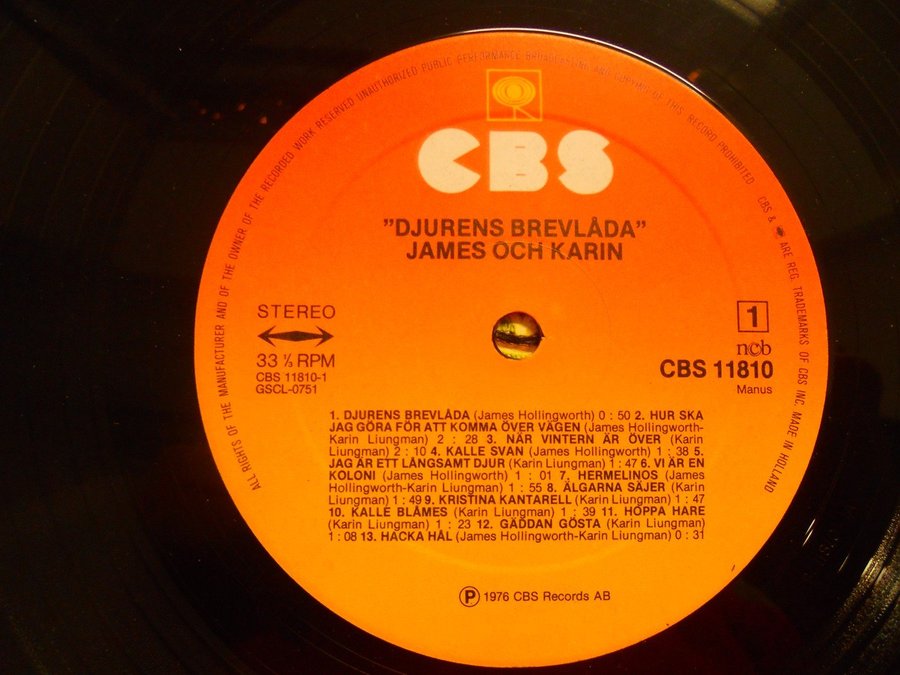 ALL RIGHTS OF THE MANUFACTURER AND OF THE OWNER OF THE RECORDED WORK RESERVED UNAUTHORIZED PUBLIC PERFORMANCE BROADCASTING AND COPYING OF THIS RECORD PROHIBITED CBS & ARE REG. TRADEMARKS OF CBS INC. MADE IN HOLLAND
CBS
"DJURENS BREVLÅDA"
JAMES OCH KARIN
STEREO
33 ⅓ RPM
CBS 11810-1
GSCL-0751
1
ncb
CBS 11810
Manus
1. DJURENS BREVLÅDA (James Hollingworth) 0 : 50 2. HUR SKA
JAG GÖRA FÖR ATT KOMMA ÖVER VÄGEN (James Hollingworth-
Karin Liungman) 2 : 28 3. NÄR VINTERN ÄR ÖVER (Karin
Liungman) 2 : 10 4. KALLE SVAN (Karin Liungman) 1 : 38 5.
JAG ÄR ETT LÅNGSAMT DJUR (Karin Liungman) 1 : 47 6. VI ÄR EN
KOLONI (James Hollingworth) 1 : 01 7. HERMELINOS (James
Hollingworth-Karin Liungman) 1 : 55 8. ÄLGARNA SÄJER (Karin
Liungman) 1 : 49 9. KRISTINA KANTARELL (Karin Liungman) 1 : 47
10. KALLE BLÅMES (Karin Liungman) 1 : 39 11. HOPPA HARE
(Karin Liungman) 1 : 23 12. GÄDDAN GÖSTA (Karin Liungman)
1 : 08 13. HACKA HÅL (James Hollingworth-Karin Liungman) 0 : 31
℗ 1976 CBS Records AB